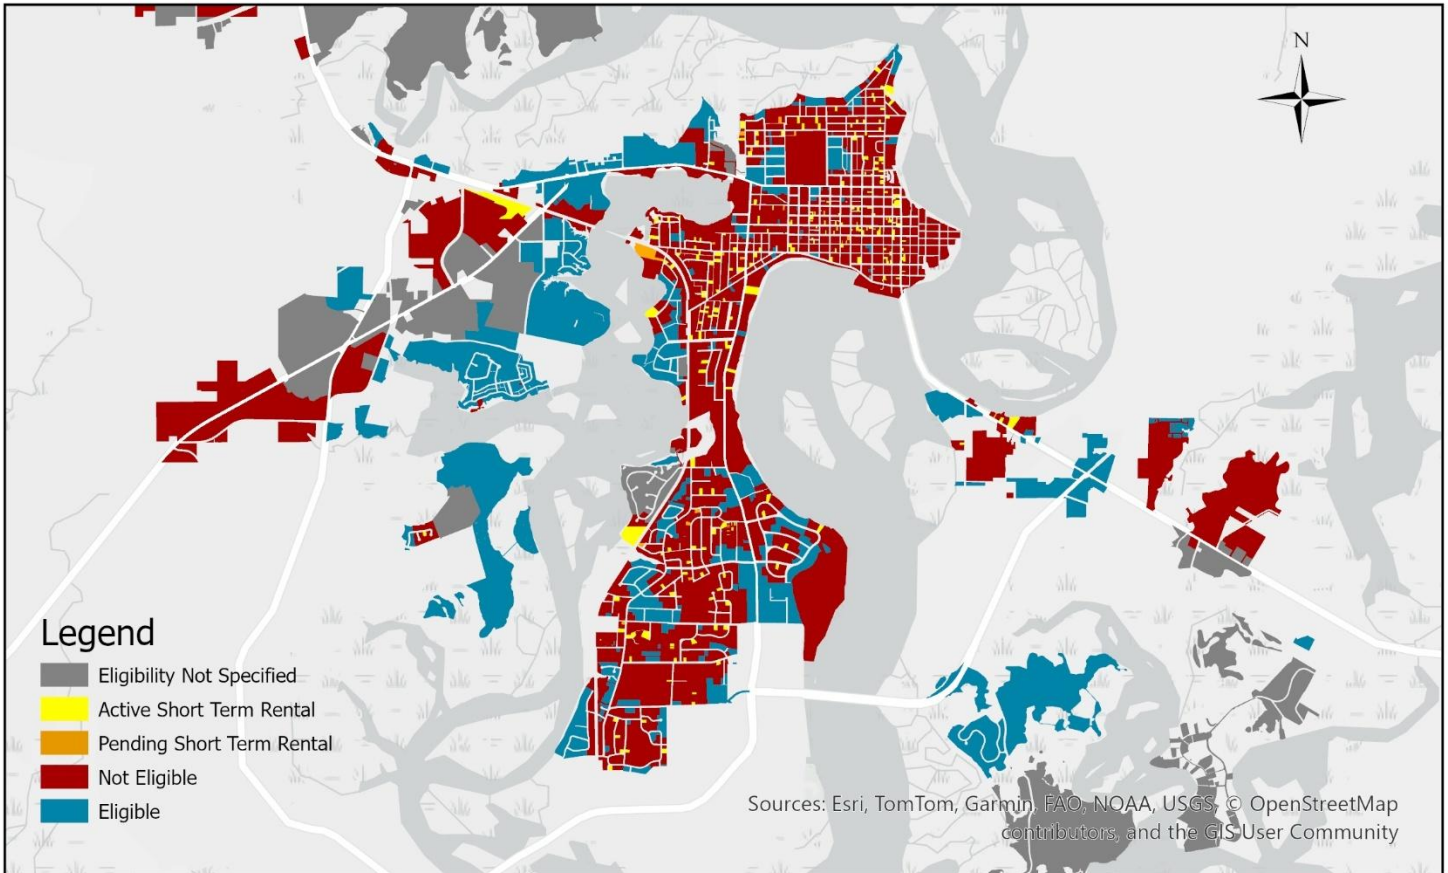 N
Legend
Eligibility Not Specified
Active Short Term Rental
Pending Short Term Rental
Not Eligible
Eligible
Sources: Esri, TomTom, Garmin, FAO, NOAA, USGS, © OpenStreetMap
contributors, and the GIS User Community